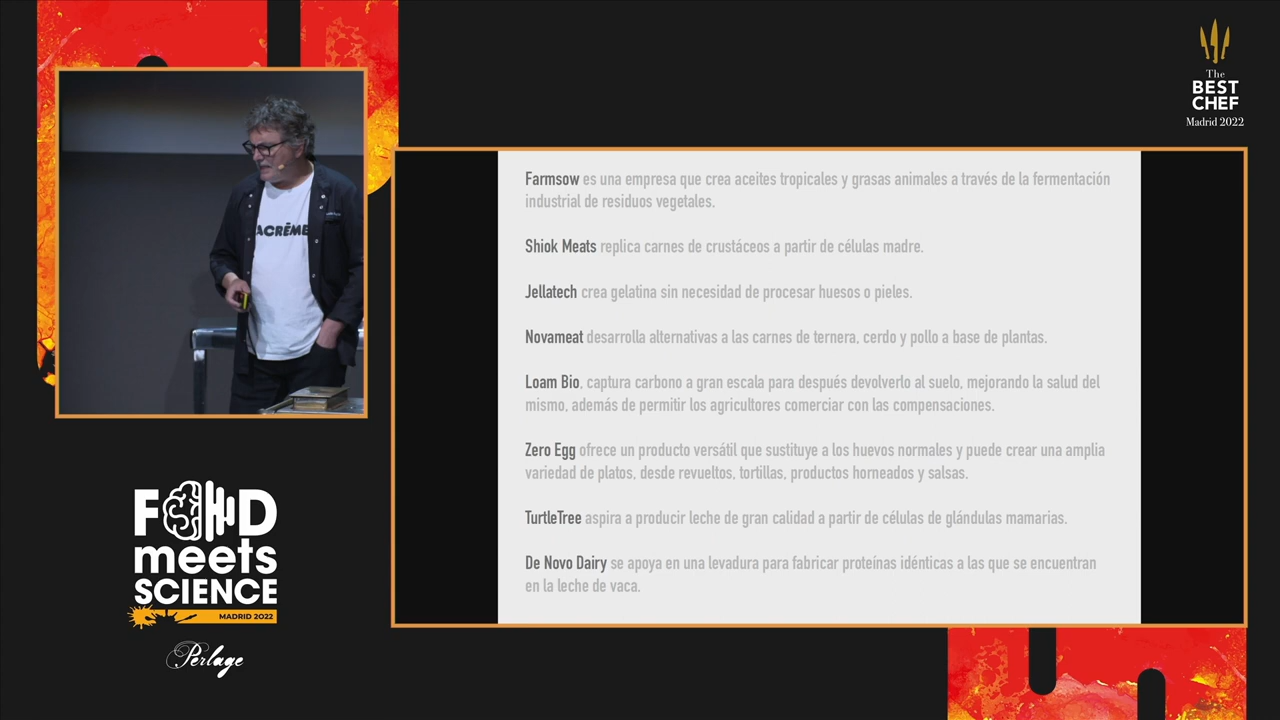 The
BEST
CHEF
Madrid 2022
ACRĒME
Farmsow es una empresa que crea aceites tropicales y grasas animales a través de la fermentación
industrial de residuos vegetales.
Shiok Meats replica carnes de crustáceos a partir de células madre.
Jellatech crea gelatina sin necesidad de procesar huesos o pieles.
Novameat desarrolla alternativas a las carnes de ternera, cerdo y pollo a base de plantas.
Loam Bio, captura carbono a gran escala para después devolverlo al suelo, mejorando la salud del
mismo, además de permitir los agricultores comerciar con las compensaciones.
Zero Egg ofrece un producto versátil que sustituye a los huevos normales y puede crear una amplia
variedad de platos, desde revueltos, tortillas, productos horneados y salsas.
TurtleTree aspira a producir leche de gran calidad a partir de células de glándulas mamarias.
De Novo Dairy se apoya en una levadura para fabricar proteínas idénticas a las que se encuentran
en la leche de vaca.
FOOD
meets
SCIENCE
MADRID 2022
Perlage